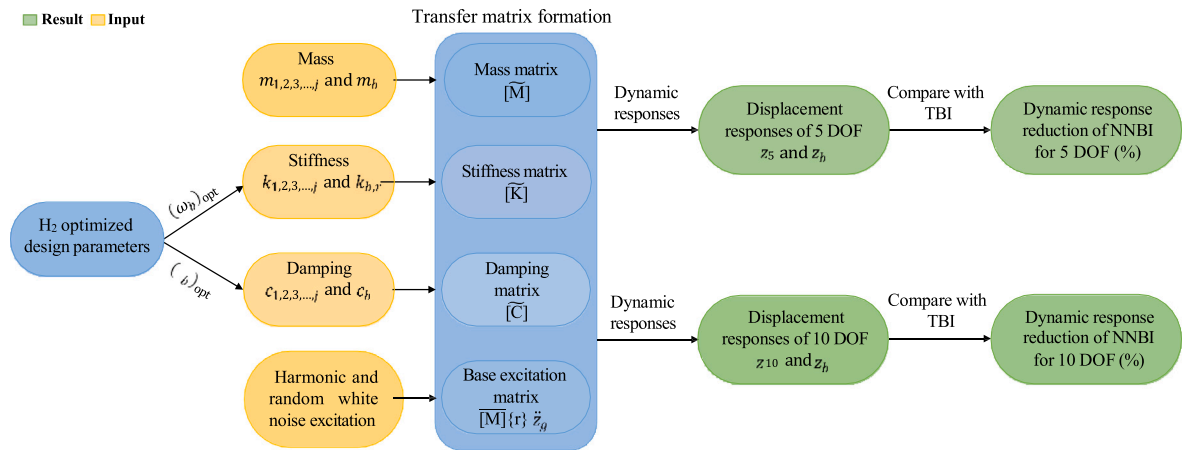 Result Input
Transfer matrix formation
Mass
m1,2,3,...,j and mb
Mass matrix
[M̃]
Stiffness
k1,2,3,...,j and kb,r
Stiffness matrix
[K̃]
H2 optimized
design parameters
(ωb)opt
( b)opt
Damping
c1,2,3,...,j and cb
Damping
matrix
[C̃]
Harmonic and
random white
noise excitation
Base excitation
matrix
[M]{r} z̈g
Dynamic
responses
Displacement
responses of 5 DOF
z5 and zb
Compare with
TBI
Dynamic response
reduction of NNBI
for 5 DOF (%)
Dynamic
responses
Displacement
responses of 10 DOF
z10 and zb
Compare with
TBI
Dynamic response
reduction of NNBI
for 10 DOF (%)